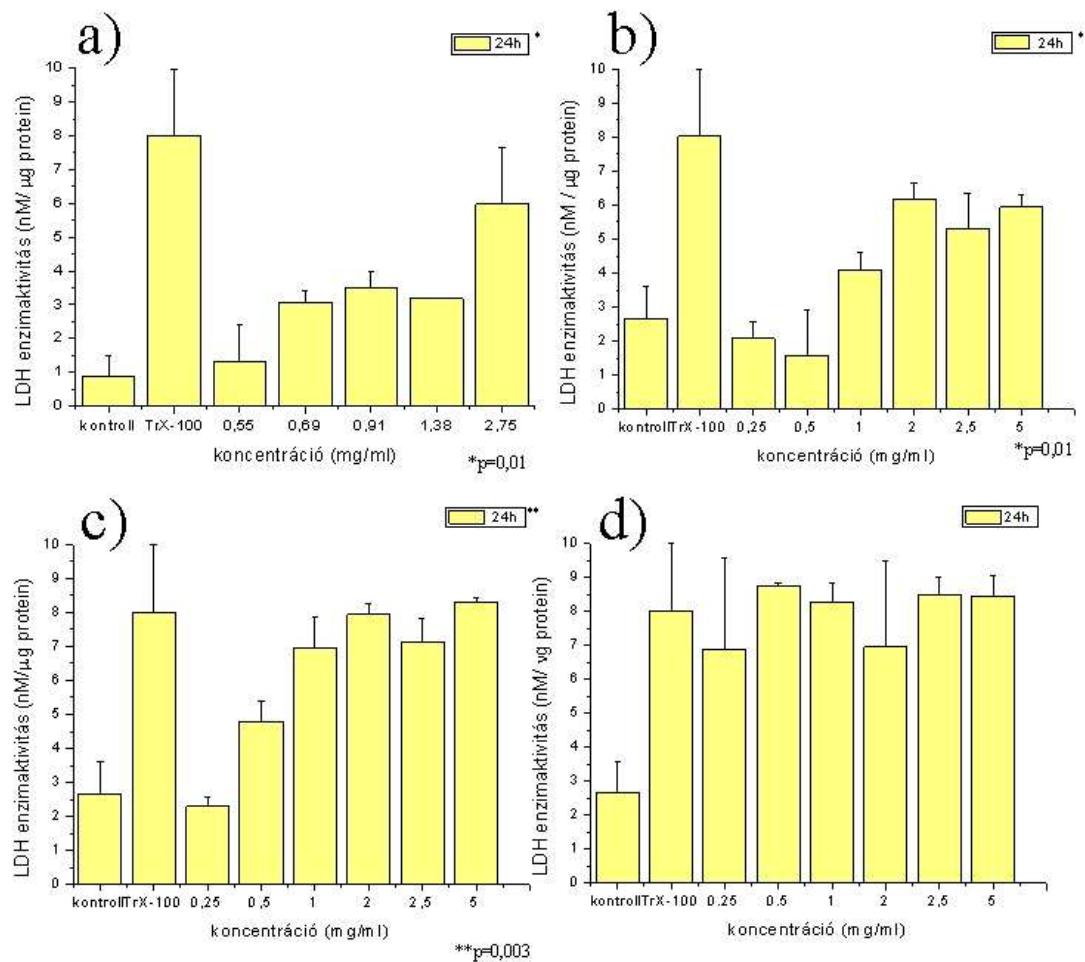 a)
24h *
LDH enzimaktivitás (nM/ µg protein)
10
9
8
7
6
5
4
3
2
1
0
kontroll TrX-100 0,55 0,69 0,91 1,38 2,75
koncentráció (mg/ml)
*p=0,01
b)
24h *
LDH enzimaktivitás (nM / µg protein)
10
9
8
7
6
5
4
3
2
1
0
kontroll TrX-100 0,25 0,5 1 2 2,5 5
koncentráció (mg/ml)
*p=0,01
c)
24h **
LDH enzimaktivitás (nM/µg protein)
10
9
8
7
6
5
4
3
2
1
0
kontroll TrX-100 0,25 0,5 1 2 2,5 5
koncentráció (mg/ml)
**p=0,003
d)
24h
LDH enzimaktivitás (nM/ νg protein)
10
9
8
7
6
5
4
3
2
1
0
kontroll TrX-100 0.25 0.5 1 2 2,5 5
koncentráció (mg/ml)